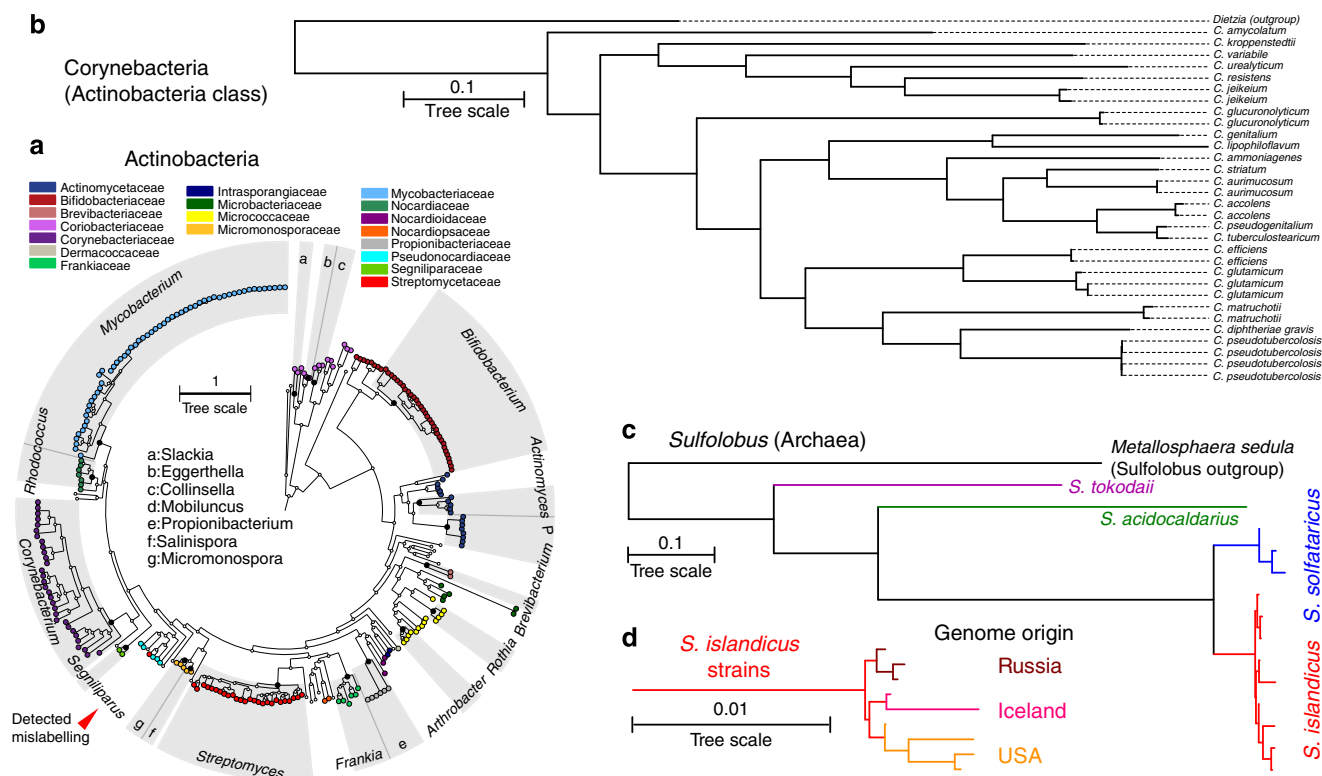 b
Corynebacteria
(Actinobacteria class)
0.1
Tree scale
Dietzia (outgroup)
C. amycolatum
C. kroppenstedtii
C. variabile
C. urealyticum
C. resistens
C. jeikeium
C. jeikeium
C. glucuronolyticum
C. glucuronolyticum
C. genitalium
C. lipophiloflavum
C. ammoniagenes
C. striatum
C. aurimucosum
C. aurimucosum
C. accolens
C. accolens
C. pseudogenitalium
C. tuberculostearicum
C. efficiens
C. efficiens
C. glutamicum
C. glutamicum
C. glutamicum
C. matruchotii
C. matruchotii
C. diphtheriae gravis
C. pseudotubercolosis
C. pseudotubercolosis
C. pseudotubercolosis
C. pseudotubercolosis
a
Actinobacteria
Actinomycetaceae
Bifidobacteriaceae
Brevibacteriaceae
Coriobacteriaceae
Corynebacteriaceae
Dermacoccaceae
Frankiaceae
Intrasporangiaceae
Microbacteriaceae
Micrococcaceae
Micromonosporaceae
Mycobacteriaceae
Nocardiaceae
Nocardioidaceae
Nocardiopsaceae
Propionibacteriaceae
Pseudonocardiaceae
Segniliparaceae
Streptomycetaceae
a
b
c
Mycobacterium
Bifidobacterium
Actinomyces
P
Brevibacterium
Rothia
Arthrobacter
e
Frankia
Streptomyces
f
g
Segniliparus
Corynebacterium
Rhodococcus
1
Tree scale
a:Slackia
b:Eggerthella
c:Collinsella
d:Mobiluncus
e:Propionibacterium
f:Salinispora
g:Micromonospora
Detected
mislabelling
c
Sulfolobus (Archaea)
Metallosphaera sedula
(Sulfolobus outgroup)
S. tokodaii
S. acidocaldarius
0.1
Tree scale
S. solfataricus
S. islandicus
d
S. islandicus
strains
Genome origin
Russia
Iceland
USA
0.01
Tree scale